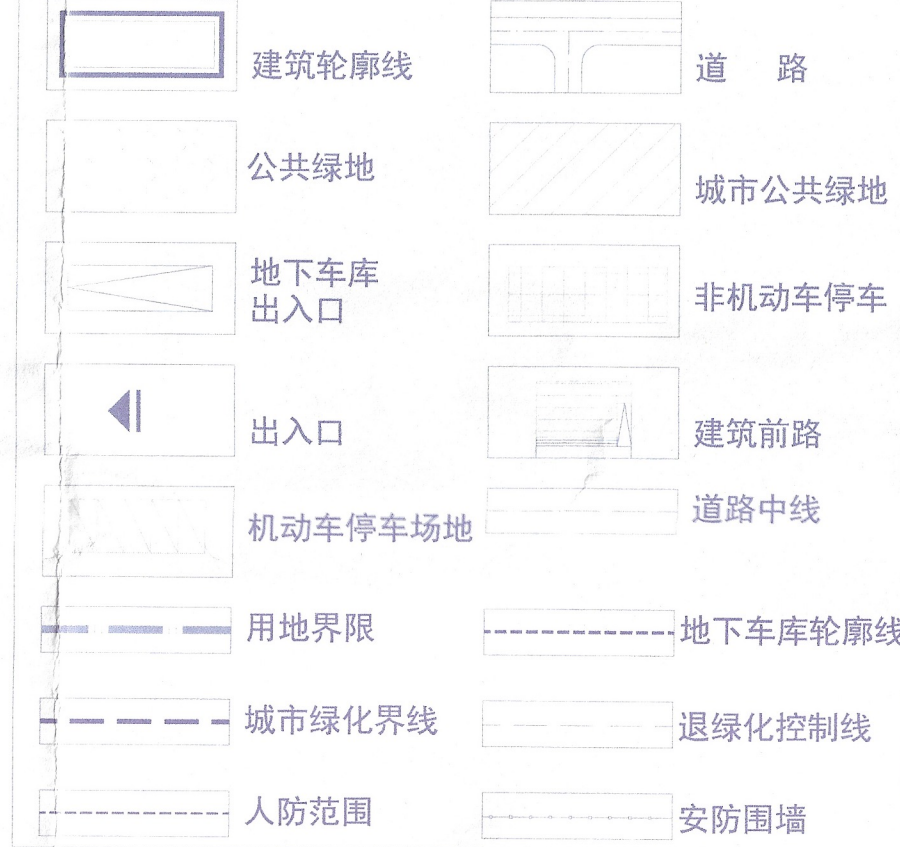 建筑轮廓线
道 路
公共绿地
城市公共绿地
地下车库
出入口
非机动车停车
出入口
建筑前路
机动车停车场地
道路中线
用地界限
地下车库轮廓线
城市绿化界线
退绿化控制线
人防范围
安防围墙